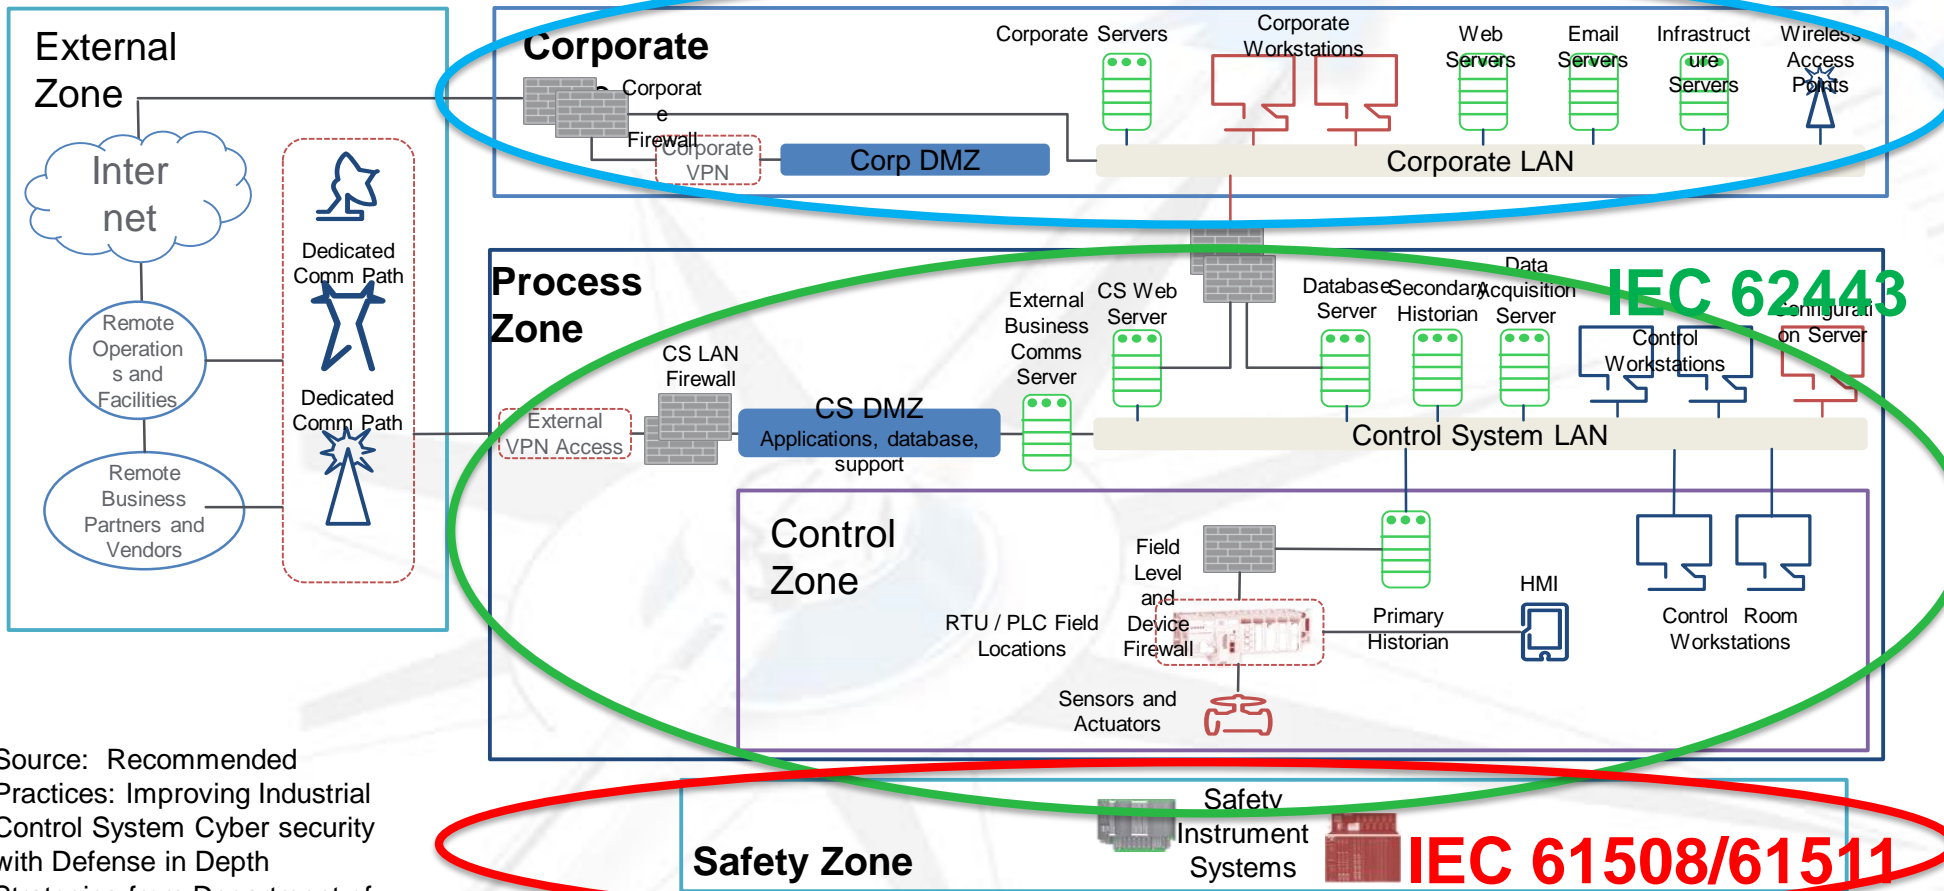 External
Zone
Inter
net
Dedicated
Comm Path
Remote
Operation
s and
Facilities
Dedicated
Comm Path
Remote
Business
Partners and
Vendors
Corporate
Corporat
e
Firewall
Corporate
VPN
Corp DMZ
Corporate Servers
Corporate
Workstations
Web
Servers
Email
Servers
Infrastruct
ure
Servers
Wireless
Access
Points
Corporate LAN
Process
Zone
IEC 62443
External
VPN Access
CS LAN
Firewall
CS DMZ
Applications, database,
support
External
Business
Comms
Server
CS Web
Server
Database
Server
Secondary
Historian
Data
Acquisition
Server
Control
Workstations
Configurati
on Server
Control System LAN
Control
Zone
RTU / PLC Field
Locations
Field
Level
and
Device
Firewall
Primary
Historian
HMI
Control Room
Workstations
Sensors and
Actuators
Safety Zone
Safety
Instrument
Systems
IEC 61508/61511
Source: Recommended
Practices: Improving Industrial
Control System Cyber security
with Defense in Depth
Strategies from Department of